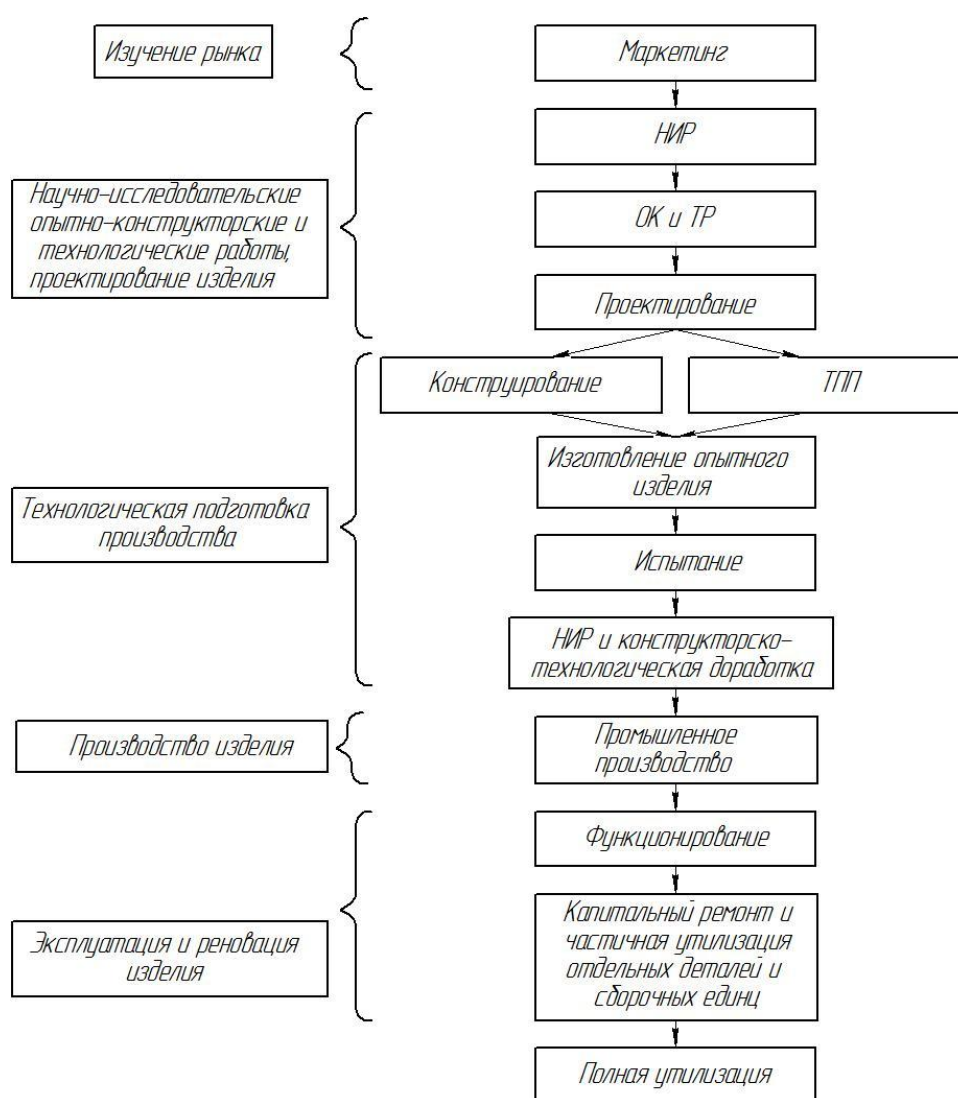 Изучение рынка
Маркетинг
НИР
Научно-исследовательские
опытно-конструкторские и
технологические работы,
проектирование изделия
ОК и ТР
Проектирование
Конструирование
ТПП
Изготовление опытного
изделия
Технологическая подготовка
производства
Испытание
НИР и конструкторско-
технологическая доработка
Производство изделия
Промышленное
производство
Функционирование
Эксплуатация и реновация
изделия
Капитальный ремонт и
частичная утилизация
отдельных деталей и
сборочных единц
Полная утилизация